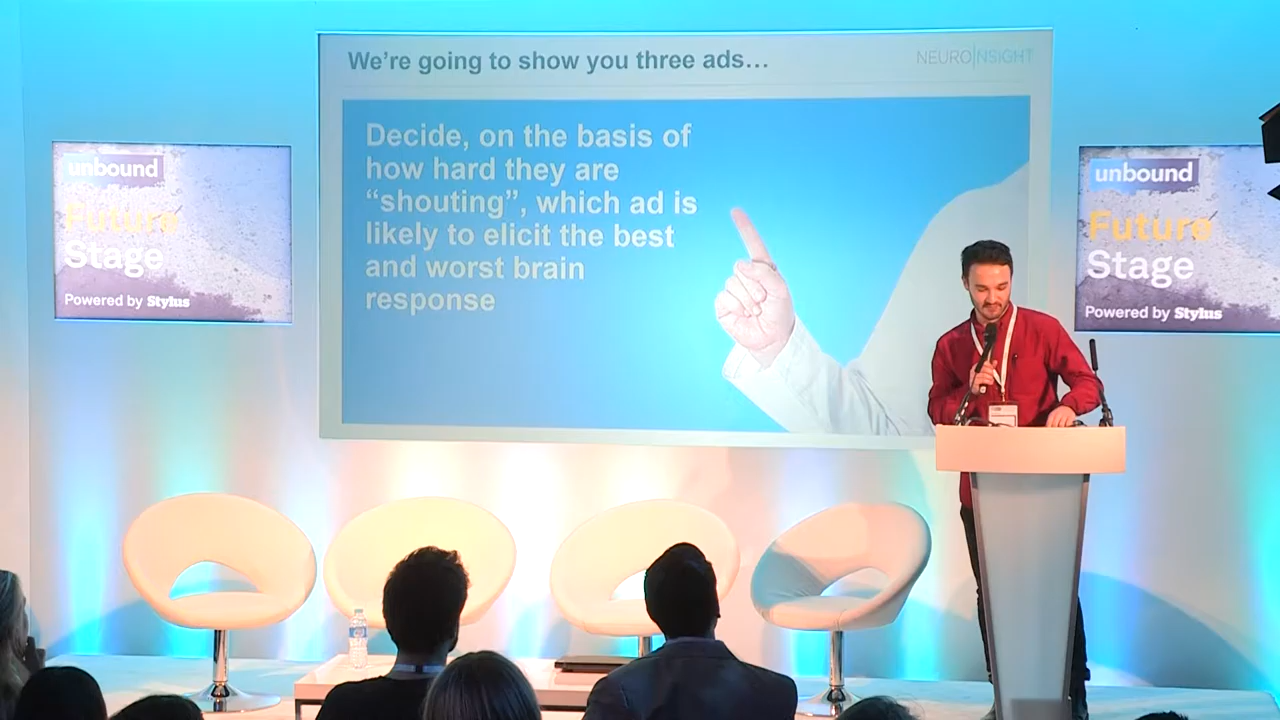 We're going to show you three ads...
NEURO|INSIGHT
Decide, on the basis of
how hard they are
“shouting”, which ad is
likely to elicit the best
and worst brain
response
unbound
Future
Stage
Powered by Stylus
unbound
Future
Stage
Powered by Stylus